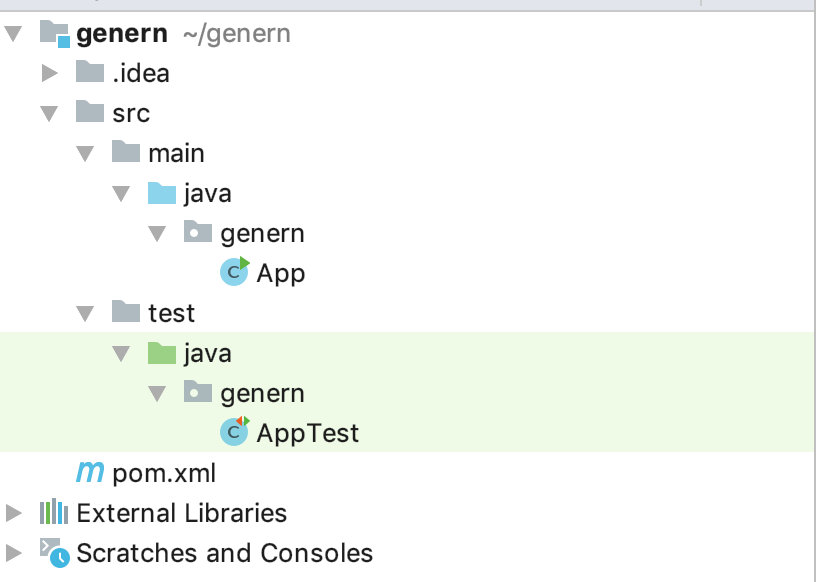 genern ~/genern
.idea
src
main
java
genern
App
test
java
genern
AppTest
pom.xml
External Libraries
Scratches and Consoles